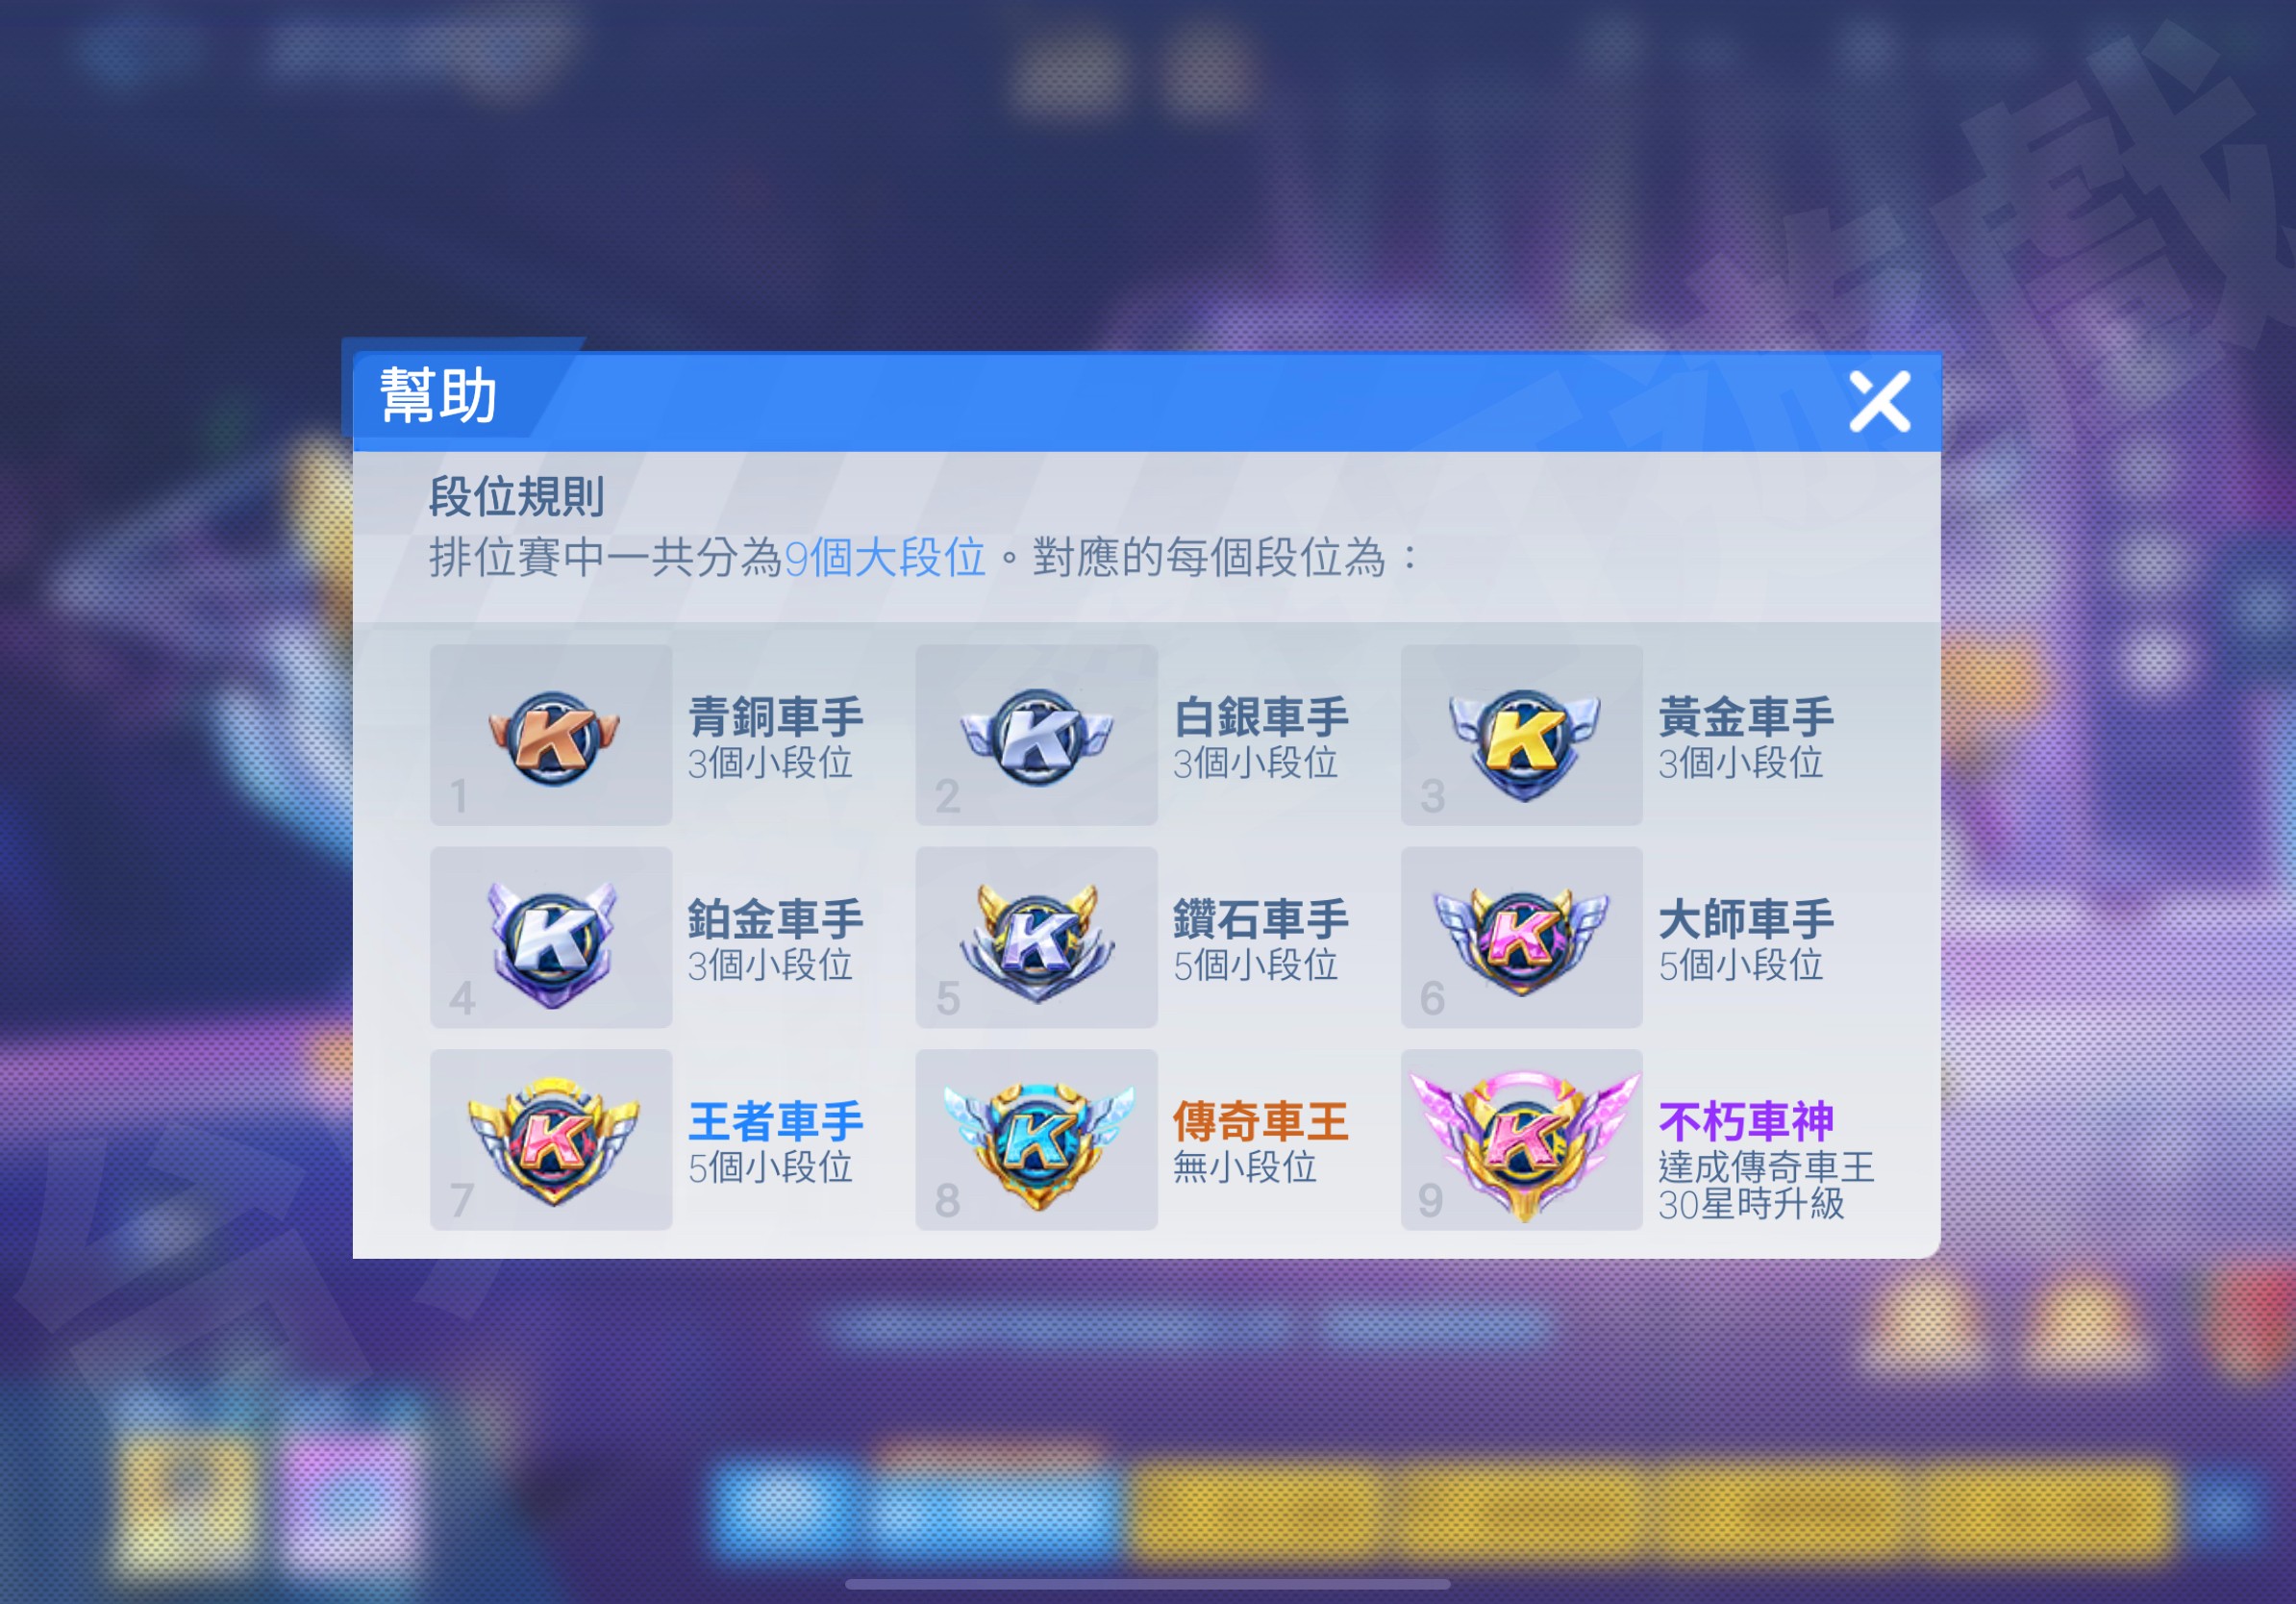 幫助
段位規則
排位賽中一共分為9個大段位。對應的每個段位為：
1
青銅車手
3個小段位
2
白銀車手
3個小段位
3
黃金車手
3個小段位
4
鉑金車手
3個小段位
5
鑽石車手
5個小段位
6
大師車手
5個小段位
7
王者車手
5個小段位
8
傳奇車王
無小段位
9
不朽車神
達成傳奇車王
30星時升級